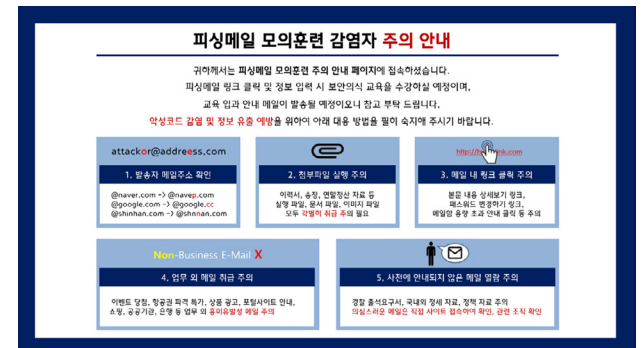 피싱메일 모의훈련 감염자 주의 안내
귀하께서는 피싱메일 모의훈련 주의 안내 페이지에 접속하셨습니다.
피싱메일 링크 클릭 및 정보 입력 시 보안의식 교육을 수강하실 예정이며,
교육 입과 안내 메일이 발송될 예정이오니 참고 부탁 드립니다.
악성코드 감염 및 정보 유출 예방을 위하여 아래 대응 방법을 필히 숙지해 주시기 바랍니다.
attackor@addreess.com
1. 발송자 메일주소 확인
@naver.com -> @navep.com
@google.com -> @google.cc
@shinhan.com -> @shnnan.com
2. 첨부파일 실행 주의
이력서, 송장, 연말정산 자료 등
실행 파일, 문서 파일, 이미지 파일
모두 각별히 취급 주의 필요
3. 메일 내 링크 클릭 주의
본문 내용 상세보기 링크,
패스워드 변경하기 링크,
메일함 용량 초과 안내 클릭 등 주의
Non-Business E-Mail X
4. 업무 외 메일 취급 주의
이벤트 당첨, 항공권 파격 특가, 상품 광고, 포털사이트 안내,
쇼핑, 공공기관, 은행 등 업무 외 흥미유발성 메일 주의
5. 사전에 안내되지 않은 메일 열람 주의
경찰 출석요구서, 국내외 정세 자료, 정책 자료 주의
의심스러운 메일은 직접 사이트 접속하여 확인, 관련 조직 확인